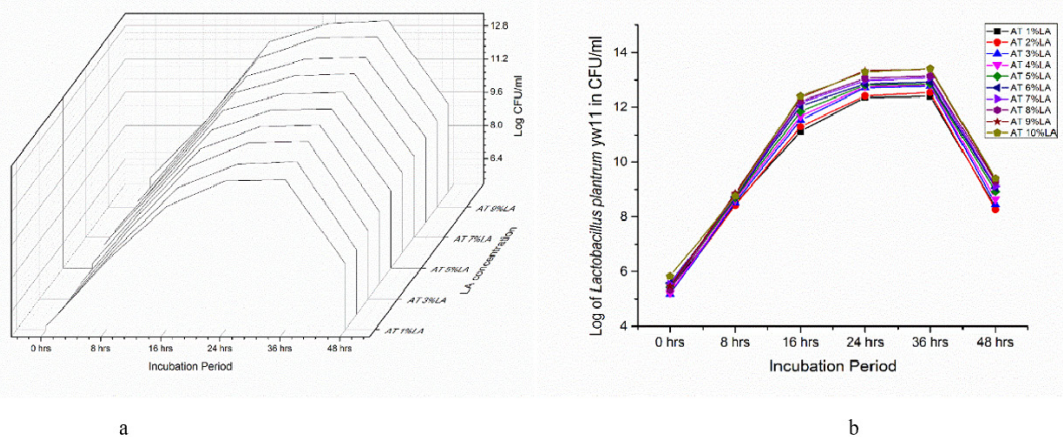 12.8
11.2
9.6
8.0
6.4
Log CFU/ml
AT 9%LA
AT 7%LA
AT 5%LA
AT 3%LA
AT 1%LA
LA concentration
0 hrs 8 hrs 16 hrs 24 hrs 36 hrs 48 hrs
Incubation Period
a
Log of Lactobacillus plantrum yw11 in CFU/ml
14
12
10
8
6
4
AT 1%LA
AT 2%LA
AT 3%LA
AT 4%LA
AT 5%LA
AT 6%LA
AT 7%LA
AT 8%LA
AT 9%LA
AT 10%LA
0 hrs 8 hrs 16 hrs 24 hrs 36 hrs 48 hrs
Incubation Period
b